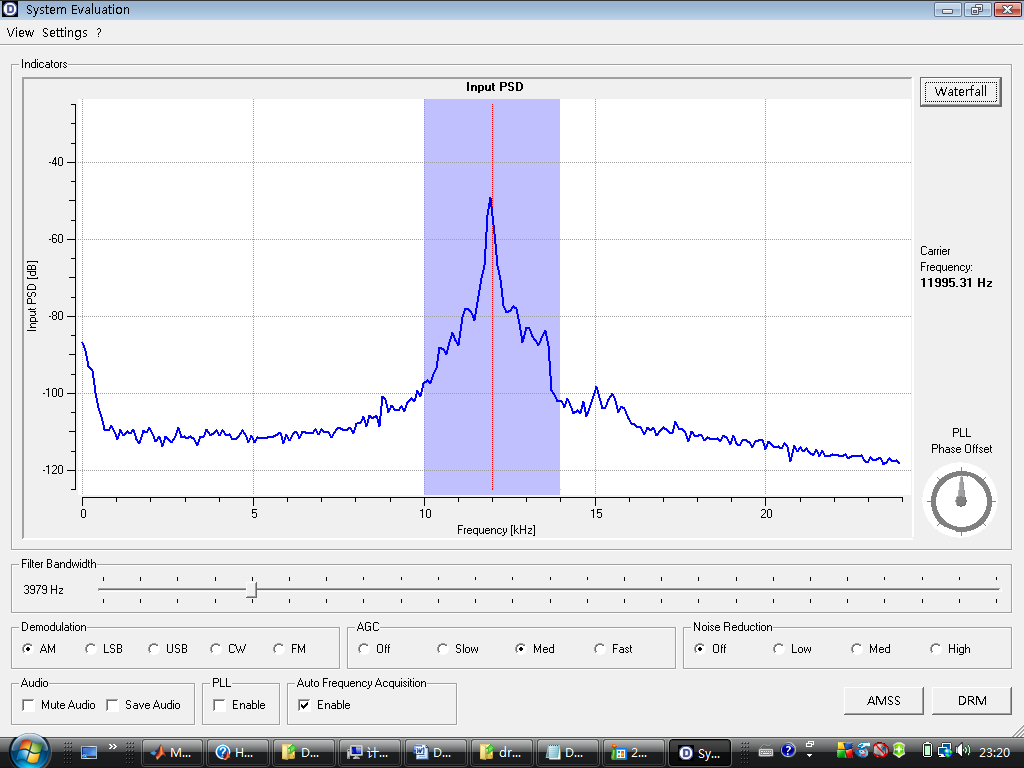 System Evaluation
View Settings ?
Indicators
Input PSD
Waterfall
-40
-60
-80
-100
-120
Input PSD [dB]
0 5 10 15 20
Frequency [kHz]
Carrier
Frequency:
11995.31 Hz
PLL
Phase Offset
Filter Bandwidth
3979 Hz
Demodulation
AM LSB USB CW FM
AGC
Off Slow Med Fast
Noise Reduction
Off Low Med High
Audio
Mute Audio Save Audio
PLL
Enable
Auto Frequency Acquisition
Enable
AMSS DRM
M... H... D... 计... D... dr... D... 2... Sy... 23:20